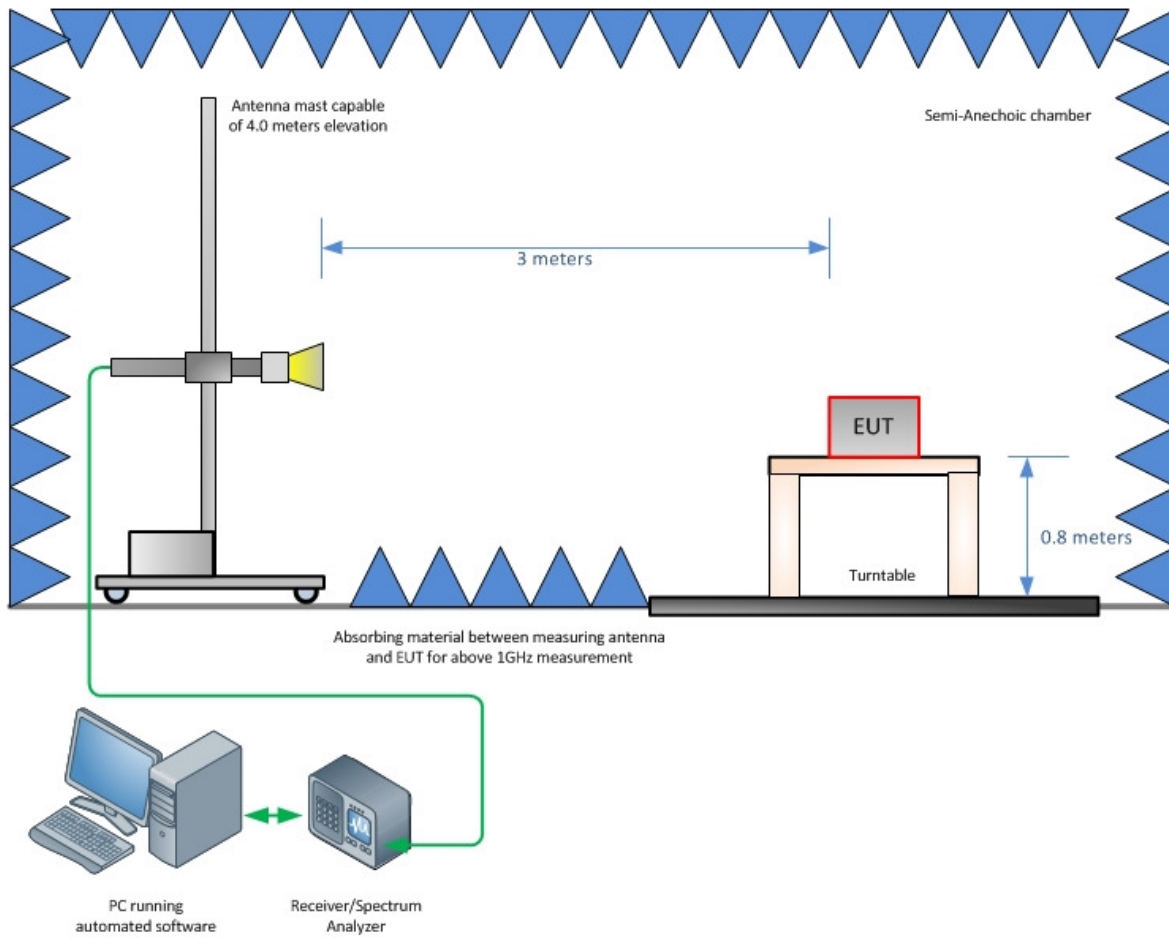 Antenna mast capable
of 4.0 meters elevation
Semi-Anechoic chamber
3 meters
EUT
0.8 meters
Turntable
Absorbing material between measuring antenna
and EUT for above 1GHz measurement
PC running
automated software
Receiver/Spectrum
Analyzer